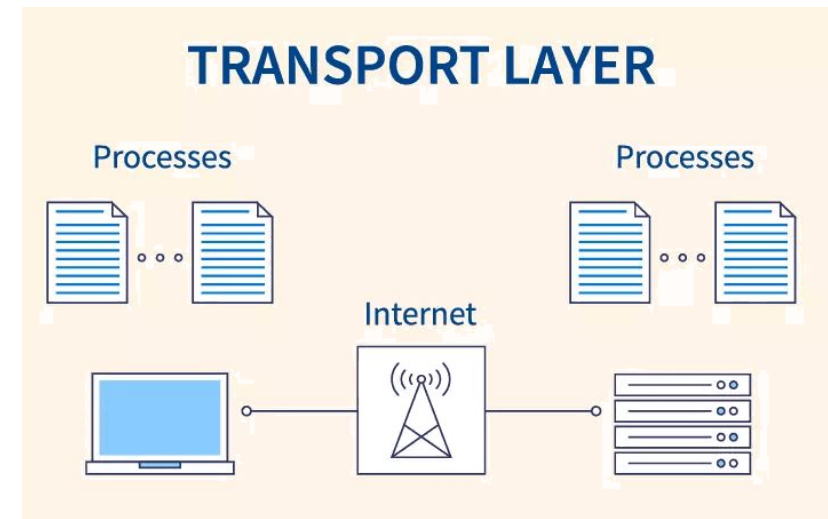 TRANSPORT LAYER
Processes
Processes
Internet